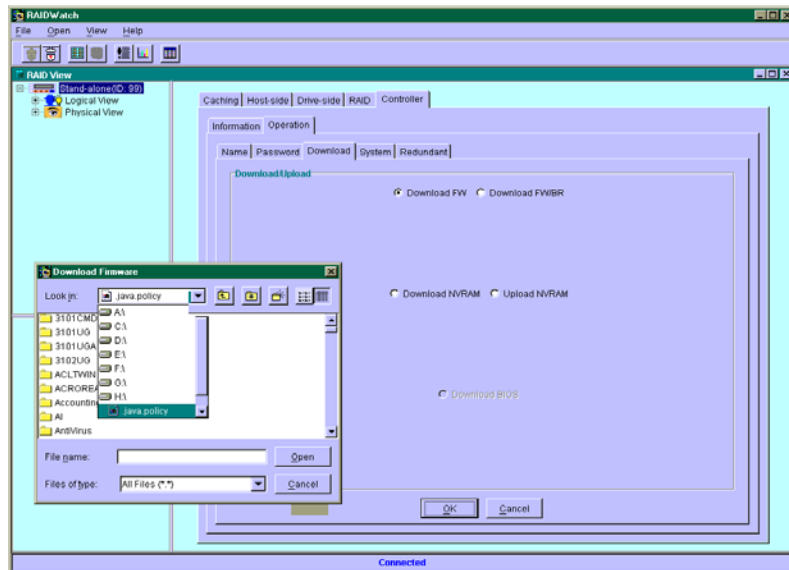 RAIDWatch
File Open View Help
RAID View
Stand-alone(ID: 99)
Logical View
Physical View
Caching Host-side Drive-side RAID Controller
Information Operation
Name Password Download System Redundant
Download/Upload
Download FW Download FW/BR
Download NVRAM Upload NVRAM
Download BIOS
OK Cancel
Download Firmware
Look in: .java.policy
3101CMD
3101UG
3101UGA
3102UG
ACLTWIN
ACROREA
Accounting
AI
AntiVirus
A:\
C:\
D:\
E:\
F:\
G:\
H:\
.java.policy
File name: Open
Files of type: All Files (*.*) Cancel
Connected